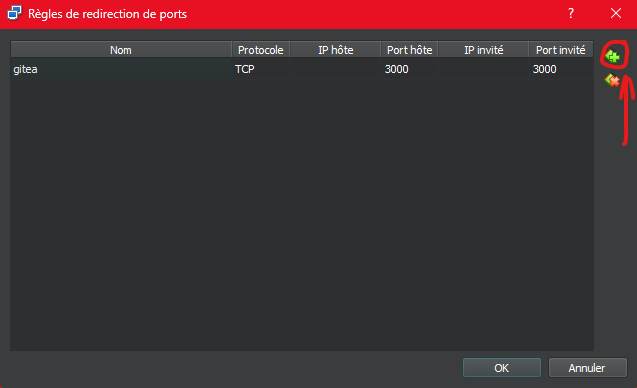 Règles de redirection de ports
Nom Protocole IP hôte Port hôte IP invité Port invité
gitea TCP 3000 3000
OK Annuler